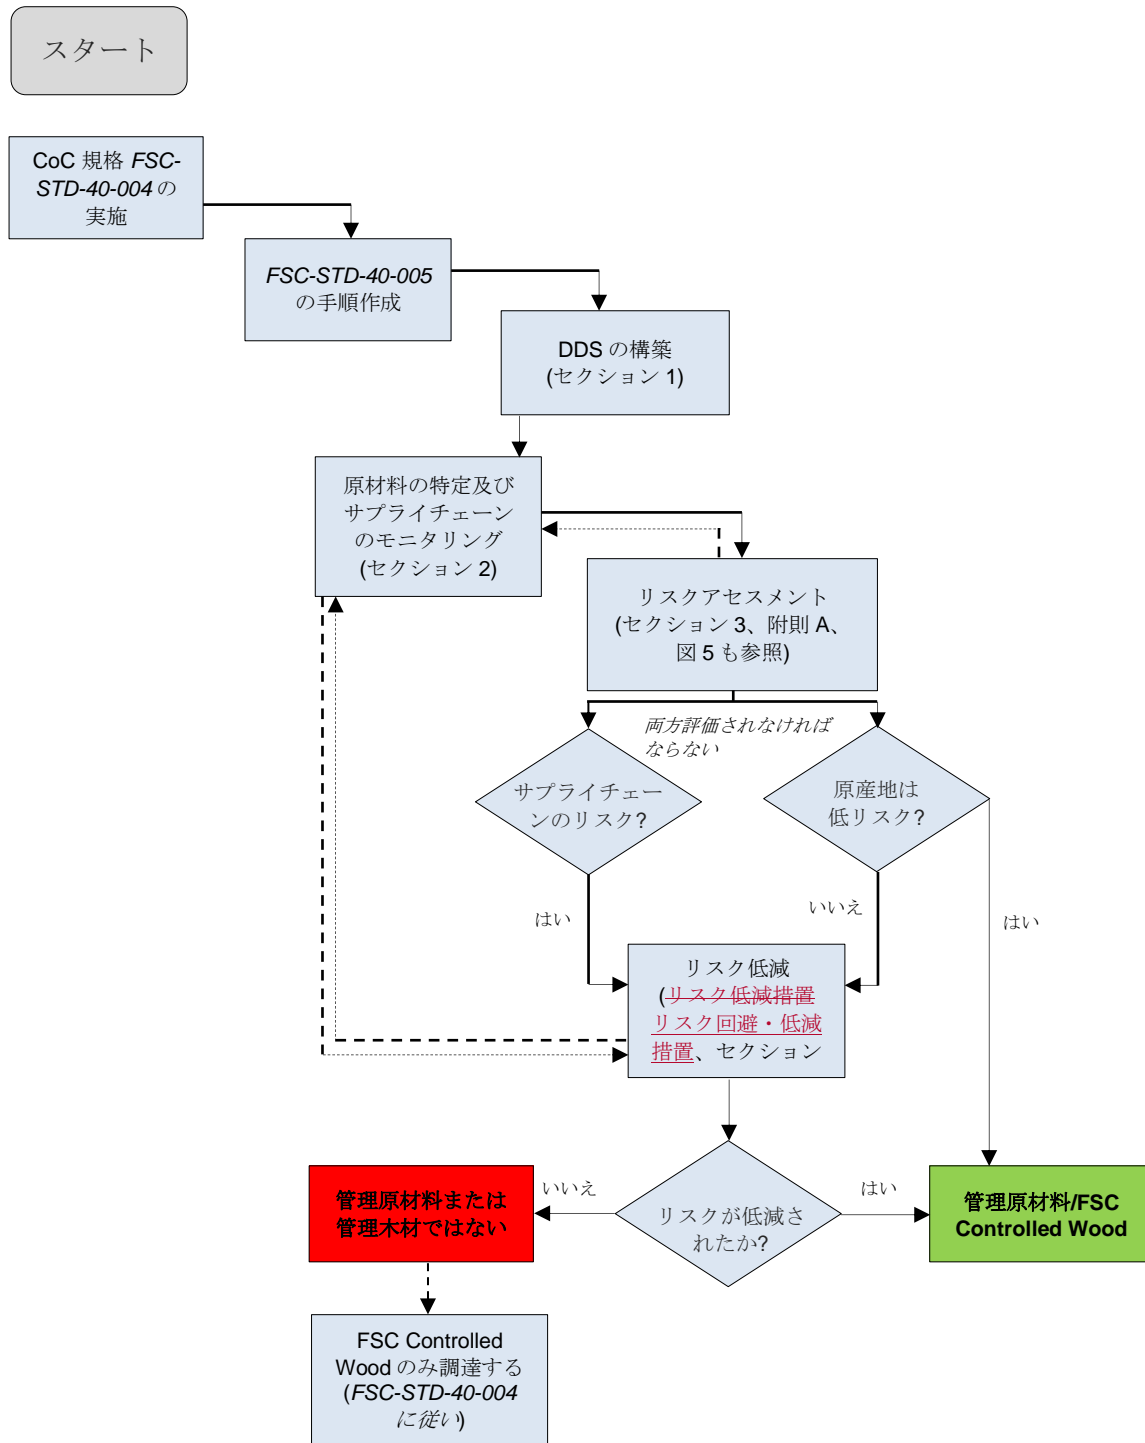 スタート
CoC 規格 FSC-
STD-40-004 の
実施
FSC-STD-40-005
の手順作成
DDS の構築
(セクション 1)
原材料の特定及び
サプライチェーン
のモニタリング
(セクション 2)
リスクアセスメント
(セクション 3、附則 A、
図 5 も参照)
両方評価されなければ
ならない
サプライチェー
ンのリスク?
原産地は
低リスク?
はい
いいえ
はい
リスク低減
(リスク低減措置
リスク回避・低減
措置、セクション
いいえ
はい
管理原材料または
管理木材ではない
リスクが低減さ
れたか?
管理原材料/FSC
Controlled Wood
FSC Controlled
Wood のみ調達する
(FSC-STD-40-004
に従い)